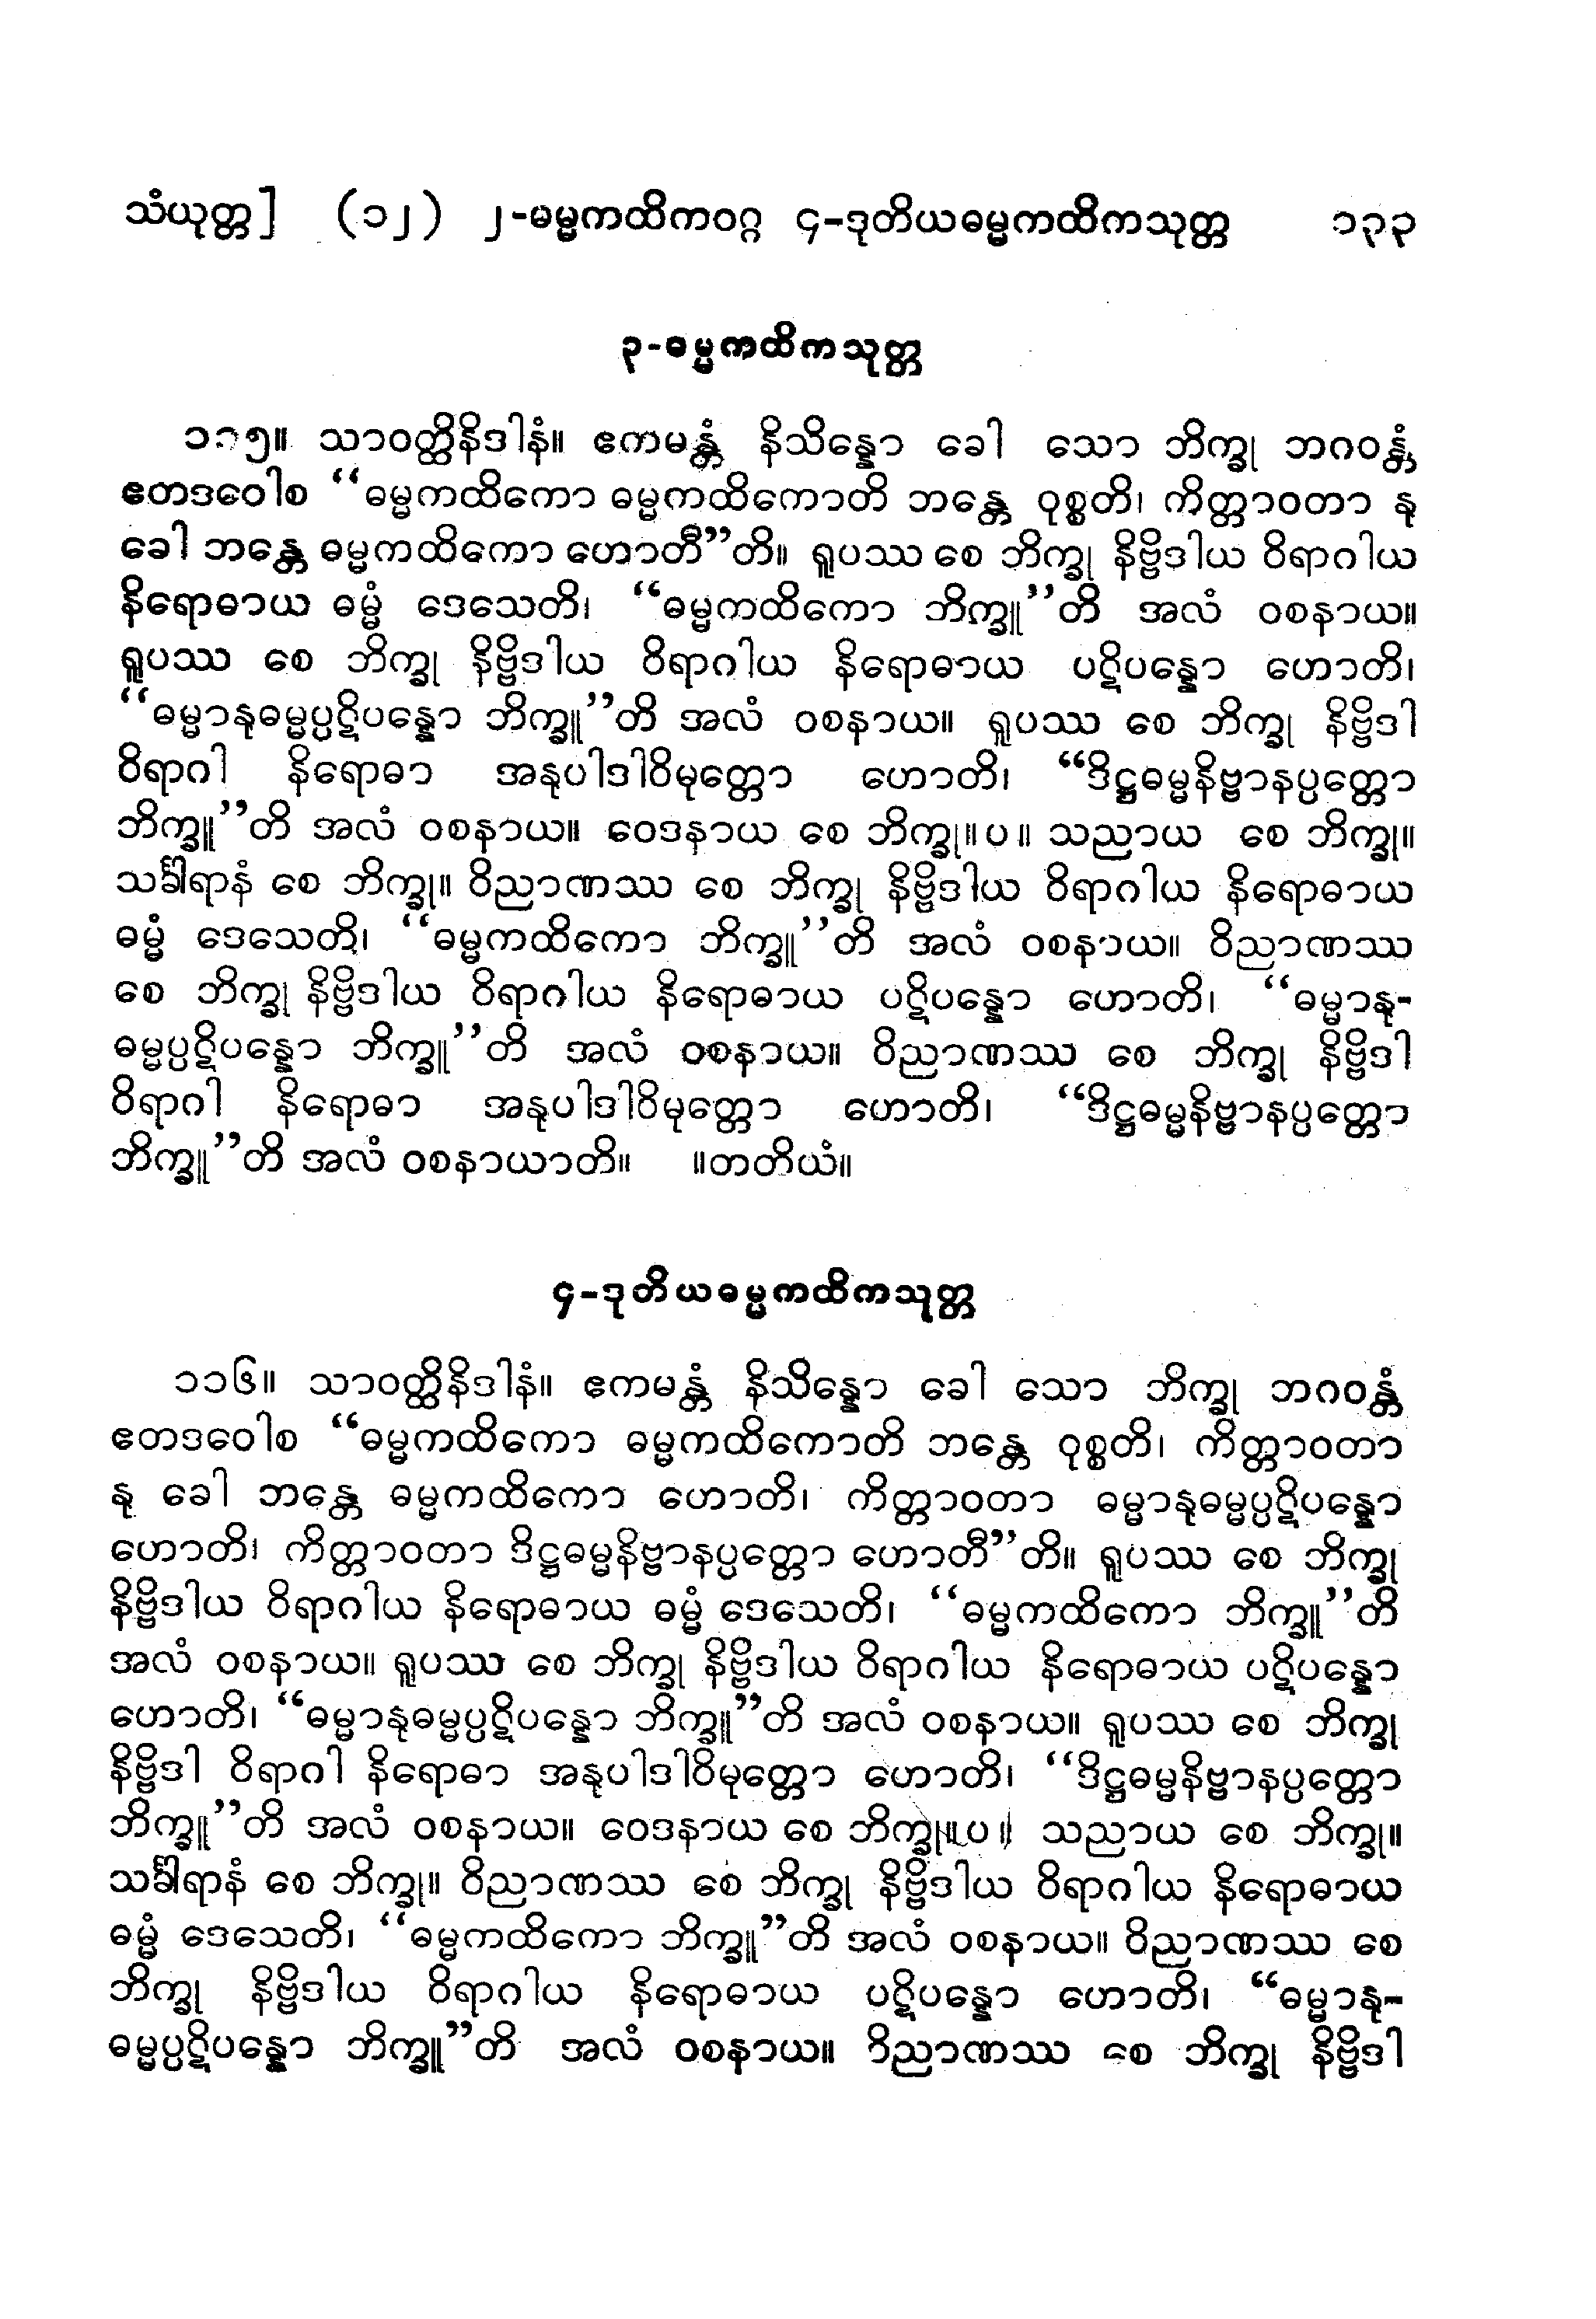 သံယုတ္တ] (၁၂) ၂-ဓမ္မကထိကဝဂ္ဂ ၄-ဒုတိယဓမ္မကထိကသုတ္တ ၁၃၃
၃-ဓမ္မကထိကသုတ္တ
၁၁၅။ သာဝတ္ထိနိဒါနံ။ ဧကမန္တံ နိသိန္နော ခေါ သော ဘိက္ခု ဘဂဝန္တံ
ဧတဒဝေါစ “ဓမ္မကထိကော ဓမ္မကထိကောတိ ဘန္တေ ဝုစ္စတိ၊ ကိတ္တာဝတာ နု
ခေါ ဘန္တေ ဓမ္မကထိကော ဟောတီ”တိ။ ရူပဿ စေ ဘိက္ခု နိဗ္ဗိဒါယ ဝိရာဂါယ
နိရောဓာယ ဓမ္မံ ဒေသေတိ၊ “ဓမ္မကထိကော ဘိက္ခူ”တိ အလံ ဝစနာယ။
ရူပဿ စေ ဘိက္ခု နိဗ္ဗိဒါယ ဝိရာဂါယ နိရောဓာယ ပဋိပန္နော ဟောတိ၊
“ဓမ္မာနုဓမ္မပ္ပဋိပန္နော ဘိက္ခူ”တိ အလံ ဝစနာယ။ ရူပဿ စေ ဘိက္ခု နိဗ္ဗိဒါ
ဝိရာဂါ နိရောဓာ အနုပါဒါဝိမုတ္တော ဟောတိ၊ “ဒိဋ္ဌဓမ္မနိဗ္ဗာနပ္ပတ္တော
ဘိက္ခူ”တိ အလံ ဝစနာယ။ ဝေဒနာယ စေ ဘိက္ခု။ပ။ သညာယ စေ ဘိက္ခု။
သင်္ခါရာနံ စေ ဘိက္ခု။ ဝိညာဏဿ စေ ဘိက္ခု နိဗ္ဗိဒါယ ဝိရာဂါယ နိရောဓာယ
ဓမ္မံ ဒေသေတိ၊ “ဓမ္မကထိကော ဘိက္ခူ”တိ အလံ ဝစနာယ။ ဝိညာဏဿ
စေ ဘိက္ခု နိဗ္ဗိဒါယ ဝိရာဂါယ နိရောဓာယ ပဋိပန္နော ဟောတိ၊ “ဓမ္မာနု-
ဓမ္မပ္ပဋိပန္နော ဘိက္ခူ”တိ အလံ ဝစနာယ။ ဝိညာဏဿ စေ ဘိက္ခု နိဗ္ဗိဒါ
ဝိရာဂါ နိရောဓာ အနုပါဒါဝိမုတ္တော ဟောတိ၊ “ဒိဋ္ဌဓမ္မနိဗ္ဗာနပ္ပတ္တော
ဘိက္ခူ”တိ အလံ ဝစနာယာတိ။ ။တတိယံ။
၄-ဒုတိယဓမ္မကထိကသုတ္တ
၁၁၆။ သာဝတ္ထိနိဒါနံ။ ဧကမန္တံ နိသိန္နော ခေါ သော ဘိက္ခု ဘဂဝန္တံ
ဧတဒဝေါစ “ဓမ္မကထိကော ဓမ္မကထိကောတိ ဘန္တေ ဝုစ္စတိ၊ ကိတ္တာဝတာ
နု ခေါ ဘန္တေ ဓမ္မကထိကော ဟောတိ၊ ကိတ္တာဝတာ ဓမ္မာနုဓမ္မပ္ပဋိပန္နော
ဟောတိ၊ ကိတ္တာဝတာ ဒိဋ္ဌဓမ္မနိဗ္ဗာနပ္ပတ္တော ဟောတီ”တိ။ ရူပဿ စေ ဘိက္ခု
နိဗ္ဗိဒါယ ဝိရာဂါယ နိရောဓာယ ဓမ္မံ ဒေသေတိ၊ “ဓမ္မကထိကော ဘိက္ခူ”တိ
အလံ ဝစနာယ။ ရူပဿ စေ ဘိက္ခု နိဗ္ဗိဒါယ ဝိရာဂါယ နိရောဓာယ ပဋိပန္နော
ဟောတိ၊ “ဓမ္မာနုဓမ္မပ္ပဋိပန္နော ဘိက္ခူ”တိ အလံ ဝစနာယ။ ရူပဿ စေ ဘိက္ခု
နိဗ္ဗိဒါ ဝိရာဂါ နိရောဓာ အနုပါဒါဝိမုတ္တော ဟောတိ၊ “ဒိဋ္ဌဓမ္မနိဗ္ဗာနပ္ပတ္တော
ဘိက္ခူ”တိ အလံ ဝစနာယ။ ဝေဒနာယ စေ ဘိက္ခု။ပ။ သညာယ စေ ဘိက္ခု။
သင်္ခါရာနံ စေ ဘိက္ခု။ ဝိညာဏဿ စေ ဘိက္ခု နိဗ္ဗိဒါယ ဝိရာဂါယ နိရောဓာယ
ဓမ္မံ ဒေသေတိ၊ “ဓမ္မကထိကော ဘိက္ခူ”တိ အလံ ဝစနာယ။ ဝိညာဏဿ စေ
ဘိက္ခု နိဗ္ဗိဒါယ ဝိရာဂါယ နိရောဓာယ ပဋိပန္နော ဟောတိ၊ “ဓမ္မာနု-
ဓမ္မပ္ပဋိပန္နော ဘိက္ခူ”တိ အလံ ဝစနာယ။ ဝိညာဏဿ စေ ဘိက္ခု နိဗ္ဗိဒါ